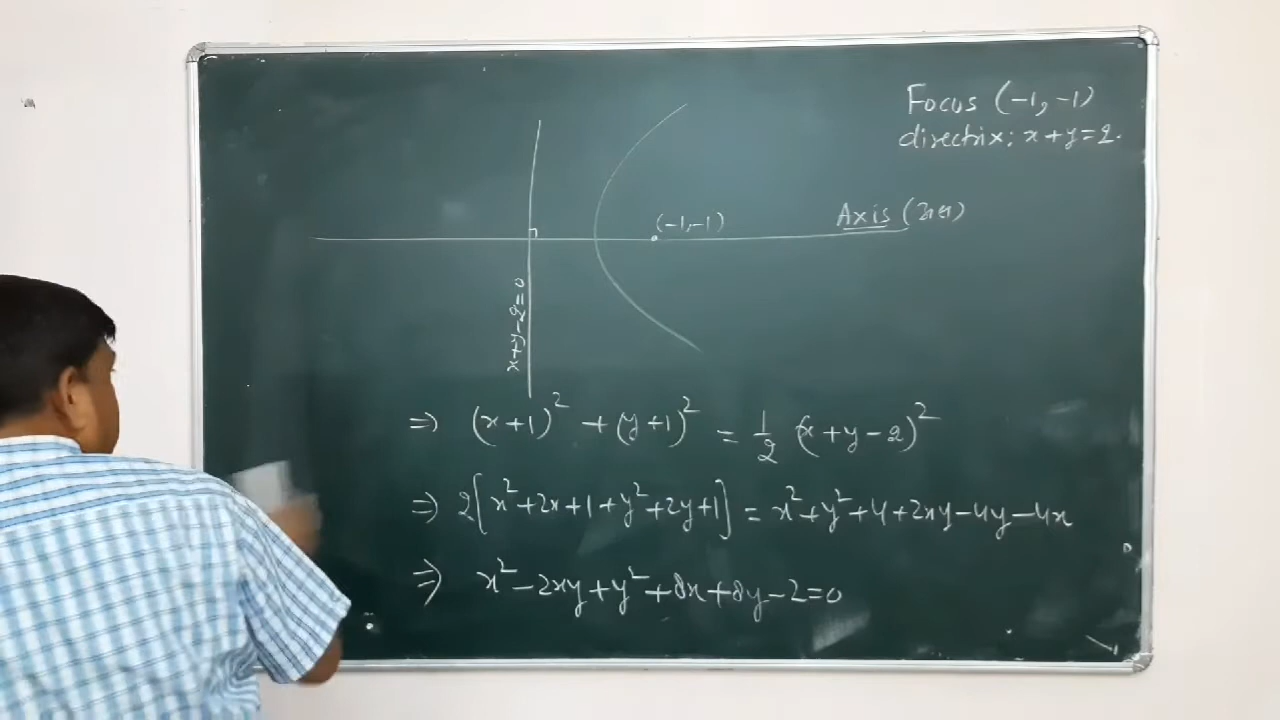 Focus (-1, -1)
directrix: x+y=2.
Axis (अक्ष)
(-1,-1)
x+y-2=0
⇒ (x+1)² + (y+1)² = 1/2 (x+y-2)²
⇒ 2[x²+2x+1+y²+2y+1] = x²+y²+4+2xy-4y-4x
⇒ x²-2xy+y²+8x+8y-2=0